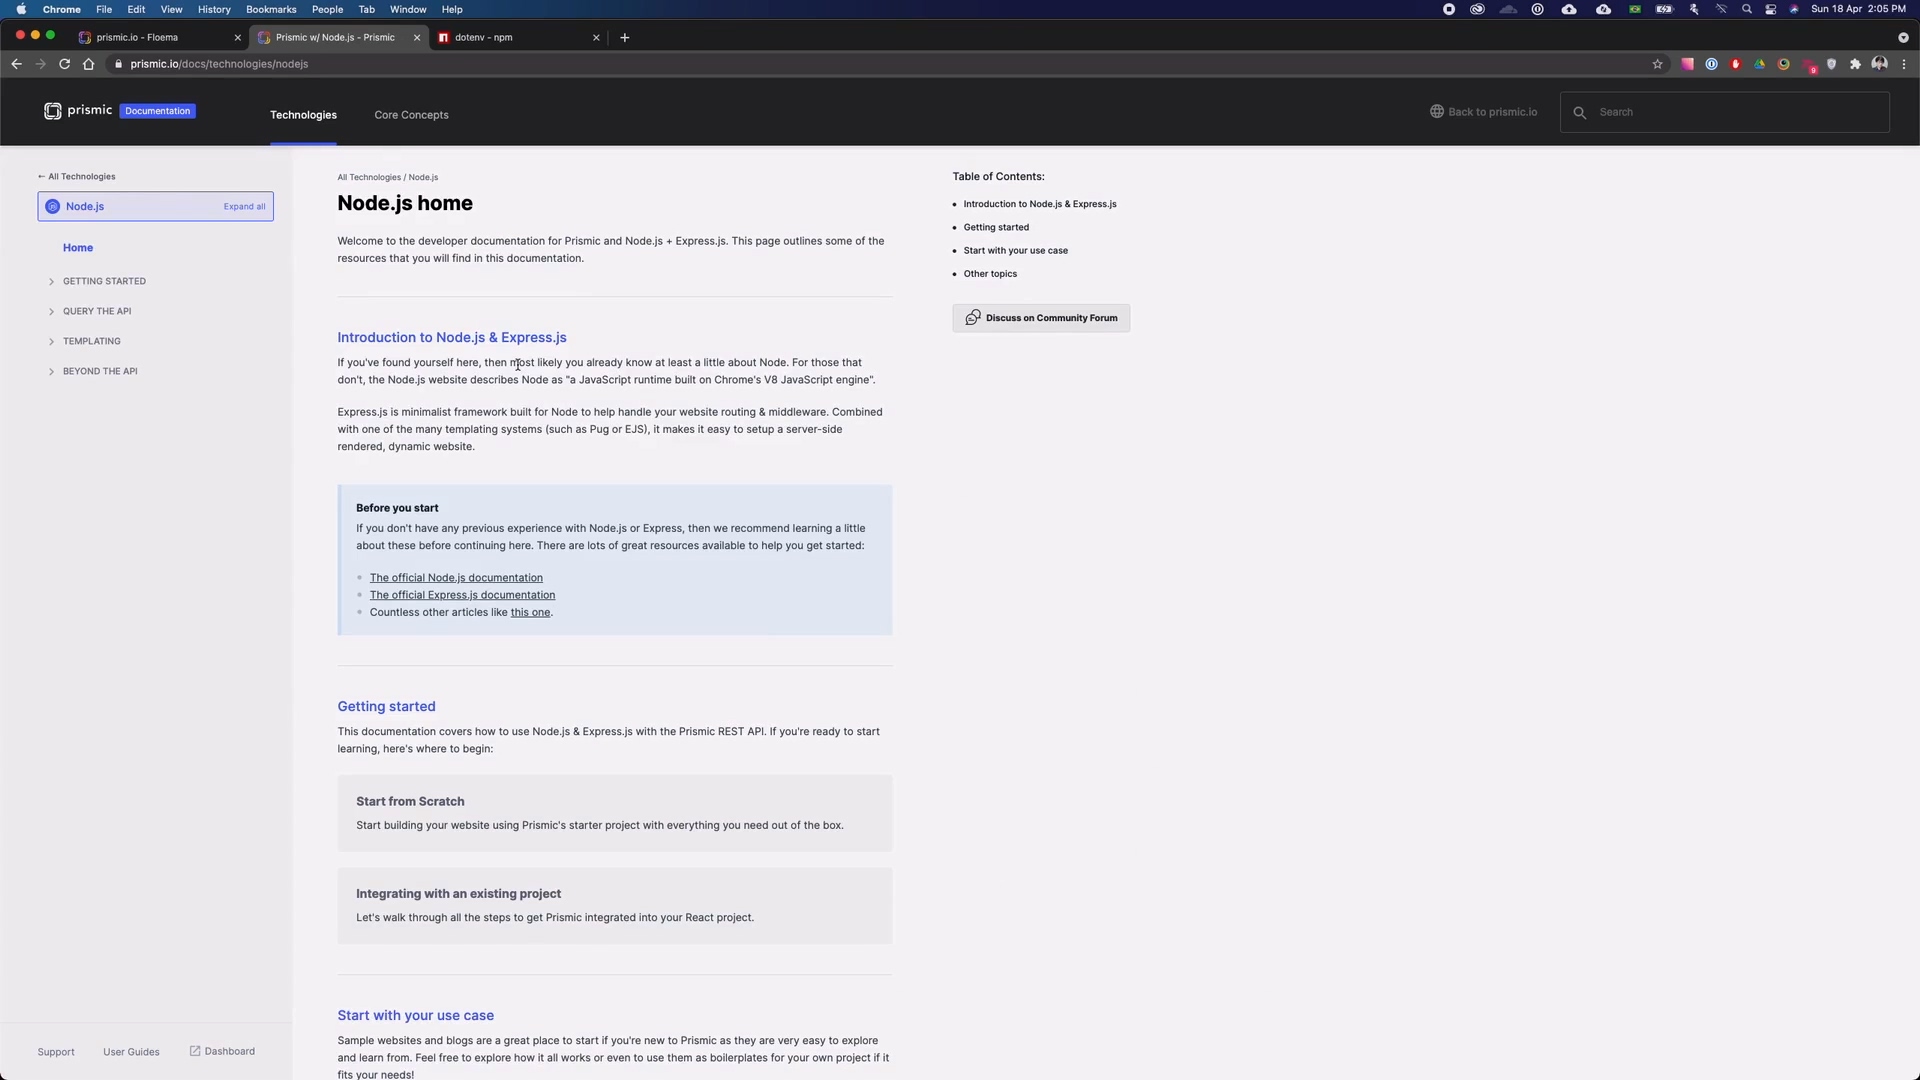 Chrome File Edit View History Bookmarks People Tab Window Help
Sun 18 Apr 2:05 PM
prismic.io - Floema
Prismic w/ Node.js - Prismic
dotenv - npm
prismic.io/docs/technologies/nodejs
9
prismic Documentation
Technologies
Core Concepts
Back to prismic.io
Search
← All Technologies
Node.js
Expand all
Home
GETTING STARTED
QUERY THE API
TEMPLATING
BEYOND THE API
Support
User Guides
Dashboard
All Technologies / Node.js
Node.js home
Welcome to the developer documentation for Prismic and Node.js + Express.js. This page outlines some of the
resources that you will find in this documentation.
Introduction to Node.js & Express.js
If you've found yourself here, then most likely you already know at least a little about Node. For those that
don't, the Node.js website describes Node as "a JavaScript runtime built on Chrome's V8 JavaScript engine".
Express.js is minimalist framework built for Node to help handle your website routing & middleware. Combined
with one of the many templating systems (such as Pug or EJS), it makes it easy to setup a server-side
rendered, dynamic website.
Before you start
If you don't have any previous experience with Node.js or Express, then we recommend learning a little
about these before continuing here. There are lots of great resources available to help you get started:
The official Node.js documentation
The official Express.js documentation
Countless other articles like this one.
Getting started
This documentation covers how to use Node.js & Express.js with the Prismic REST API. If you're ready to start
learning, here's where to begin:
Start from Scratch
Start building your website using Prismic's starter project with everything you need out of the box.
Integrating with an existing project
Let's walk through all the steps to get Prismic integrated into your React project.
Start with your use case
Sample websites and blogs are a great place to start if you're new to Prismic as they are very easy to explore
and learn from. Feel free to explore how it all works or even to use them as boilerplates for your own project if it
fits your needs!
Table of Contents:
Introduction to Node.js & Express.js
Getting started
Start with your use case
Other topics
Discuss on Community Forum